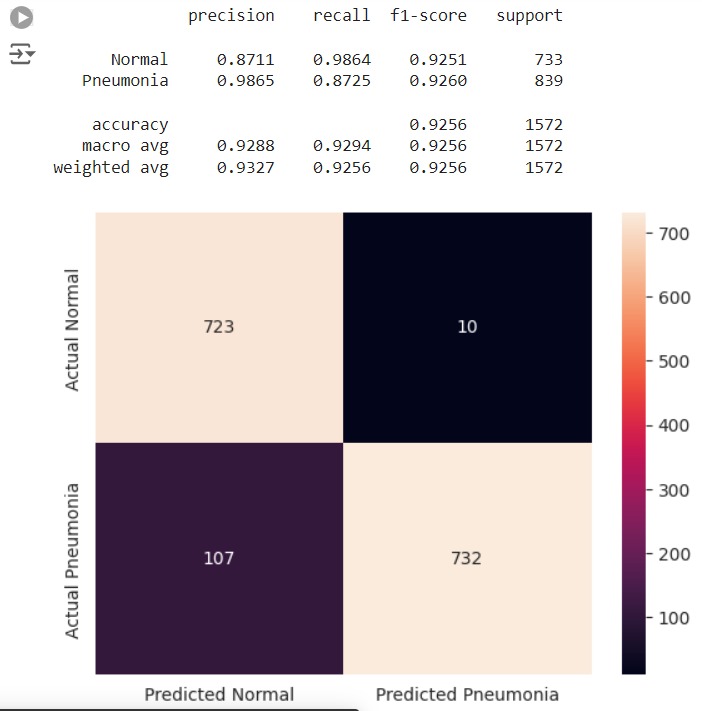 precision recall f1-score support
Normal 0.8711 0.9864 0.9251 733
Pneumonia 0.9865 0.8725 0.9260 839
accuracy 0.9256 1572
macro avg 0.9288 0.9294 0.9256 1572
weighted avg 0.9327 0.9256 0.9256 1572
Actual Normal
723 10
Actual Pneumonia
107 732
Predicted Normal Predicted Pneumonia
700
600
500
400
300
200
100